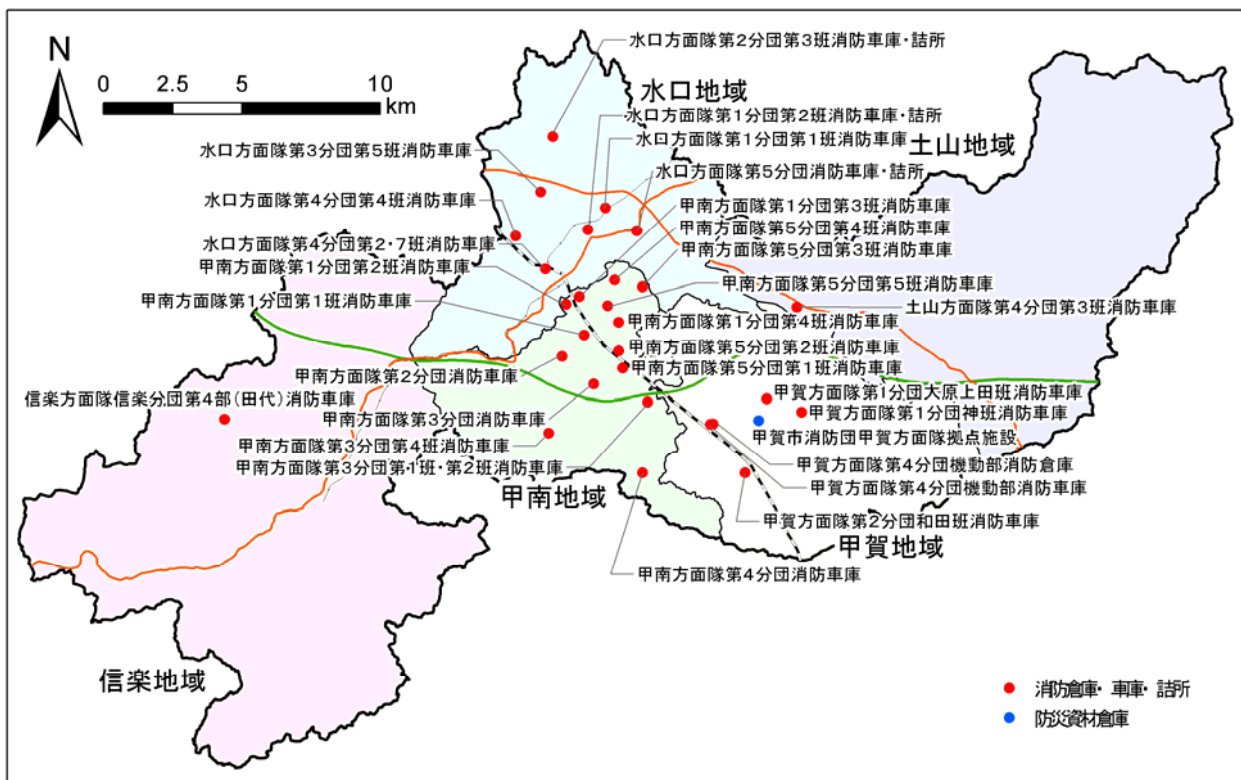 水口方面隊第2分団第3班消防車庫・詰所
N
0 2.5 5 10
km
水口地域
水口方面隊第1分団第2班消防車庫・詰所
水口方面隊第1分団第1班消防車庫
土山地域
水口方面隊第3分団第5班消防車庫
水口方面隊第5分団消防車庫・詰所
水口方面隊第4分団第4班消防車庫
甲南方面隊第1分団第3班消防車庫
甲南方面隊第5分団第4班消防車庫
水口方面隊第4分団第2・7班消防車庫
甲南方面隊第5分団第3班消防車庫
甲南方面隊第1分団第2班消防車庫
甲南方面隊第5分団第5班消防車庫
甲南方面隊第1分団第1班消防車庫
土山方面隊第4分団第3班消防車庫
甲南方面隊第1分団第4班消防車庫
甲南方面隊第5分団第2班消防車庫
甲南方面隊第5分団第1班消防車庫
甲南方面隊第2分団消防車庫
甲賀方面隊第1分団大原上田班消防車庫
信楽方面隊信楽分団第4部(田代)消防車庫
甲賀方面隊第1分団神班消防車庫
甲南方面隊第3分団消防車庫
甲賀市消防団甲賀方面隊拠点施設
甲南方面隊第3分団第4班消防車庫
甲南方面隊第3分団第1班・第2班消防車庫
甲賀方面隊第4分団機動部消防倉庫
甲賀方面隊第4分団機動部消防車庫
甲南地域
甲賀方面隊第2分団和田班消防車庫
甲賀地域
甲南方面隊第4分団消防車庫
信楽地域
消防倉庫・車庫・詰所
防災資材倉庫